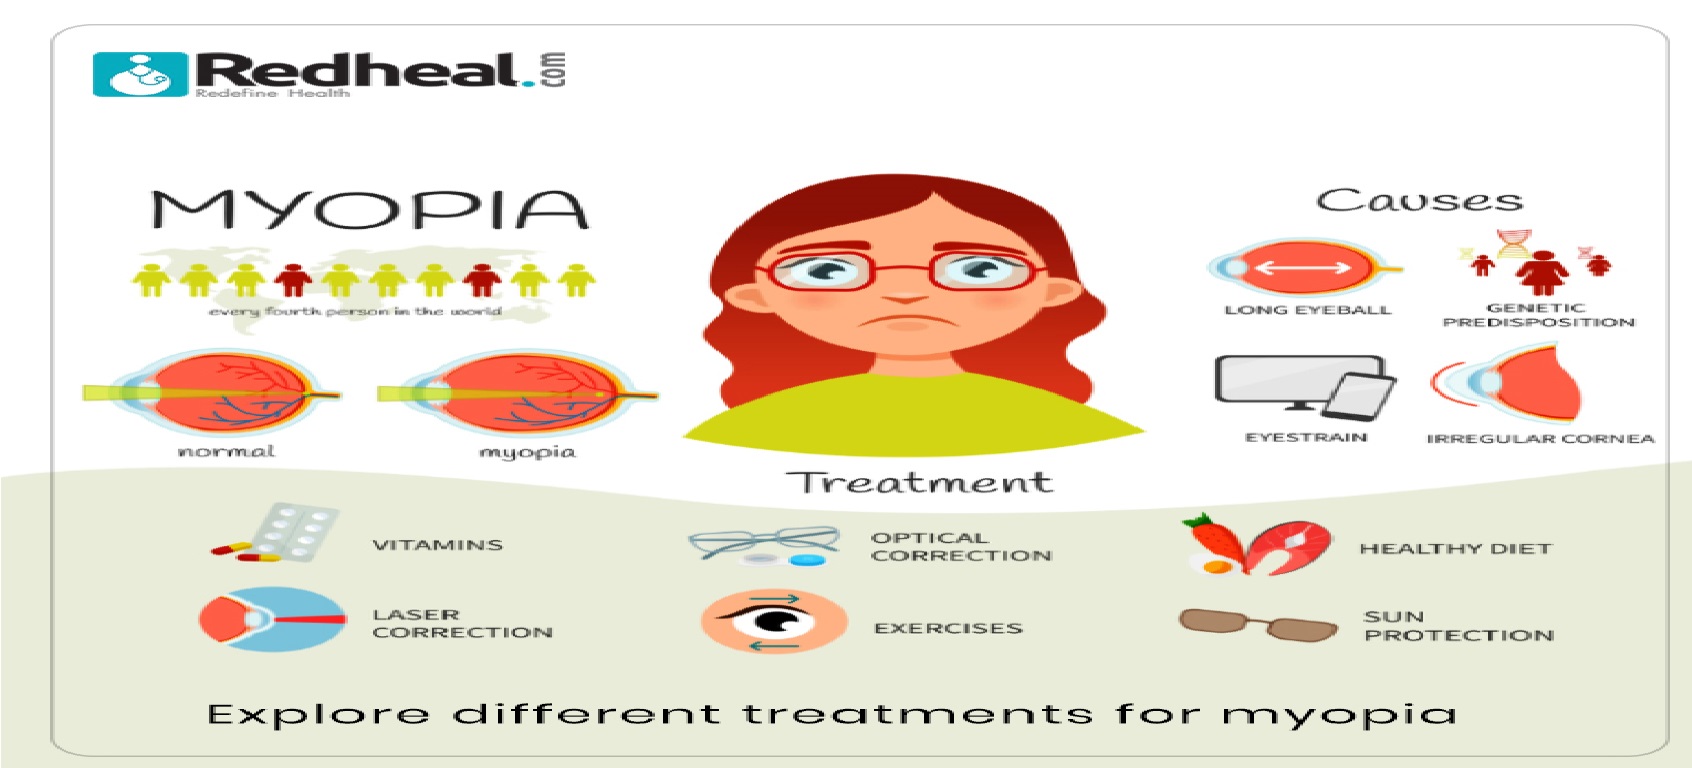 Redheal.com
Redefine Health
MYOPIA
every fourth person in the world
normal
myopia
Causes
LONG EYEBALL
GENETIC
PREDISPOSITION
EYESTRAIN
IRREGULAR CORNEA
Treatment
VITAMINS
OPTICAL
CORRECTION
HEALTHY DIET
LASER
CORRECTION
EXERCISES
SUN
PROTECTION
Explore different treatments for myopia